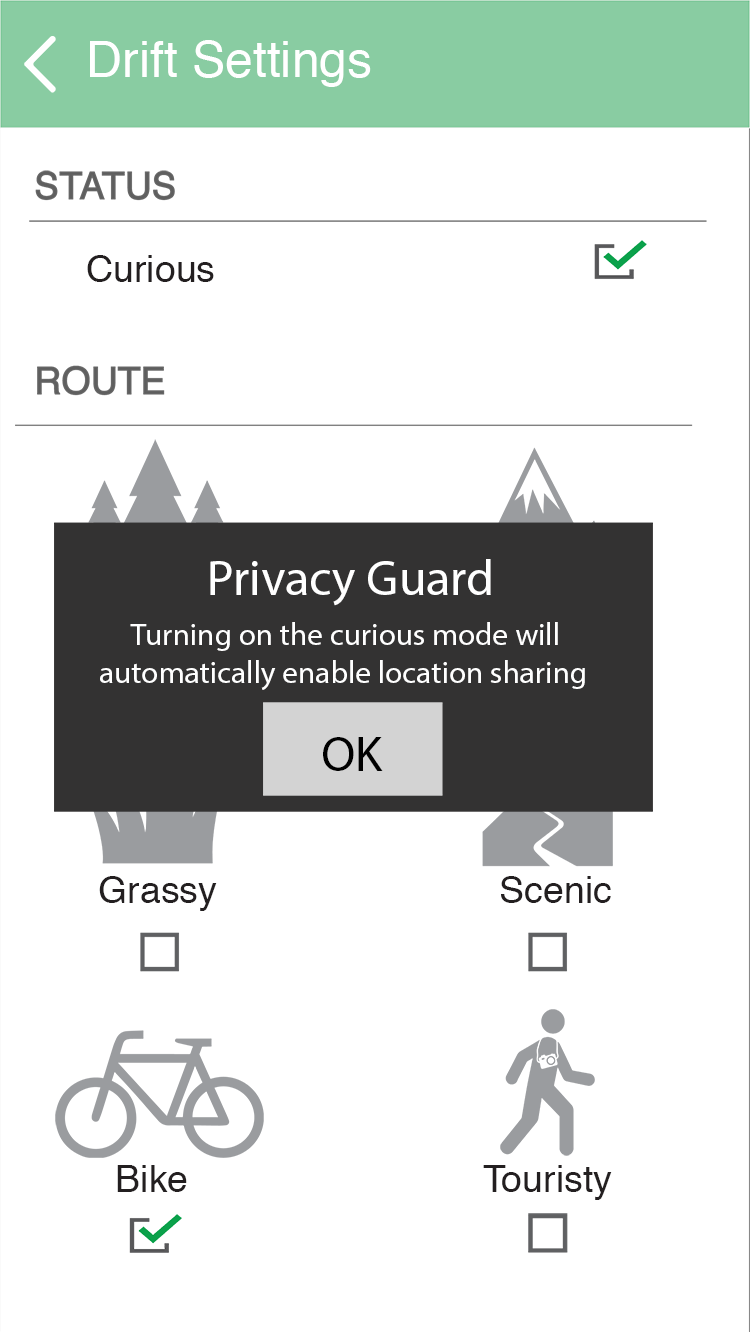 Drift Settings
STATUS
Curious
ROUTE
Privacy Guard
Turning on the curious mode will
automatically enable location sharing
OK
Grassy
Scenic
Bike
Touristy